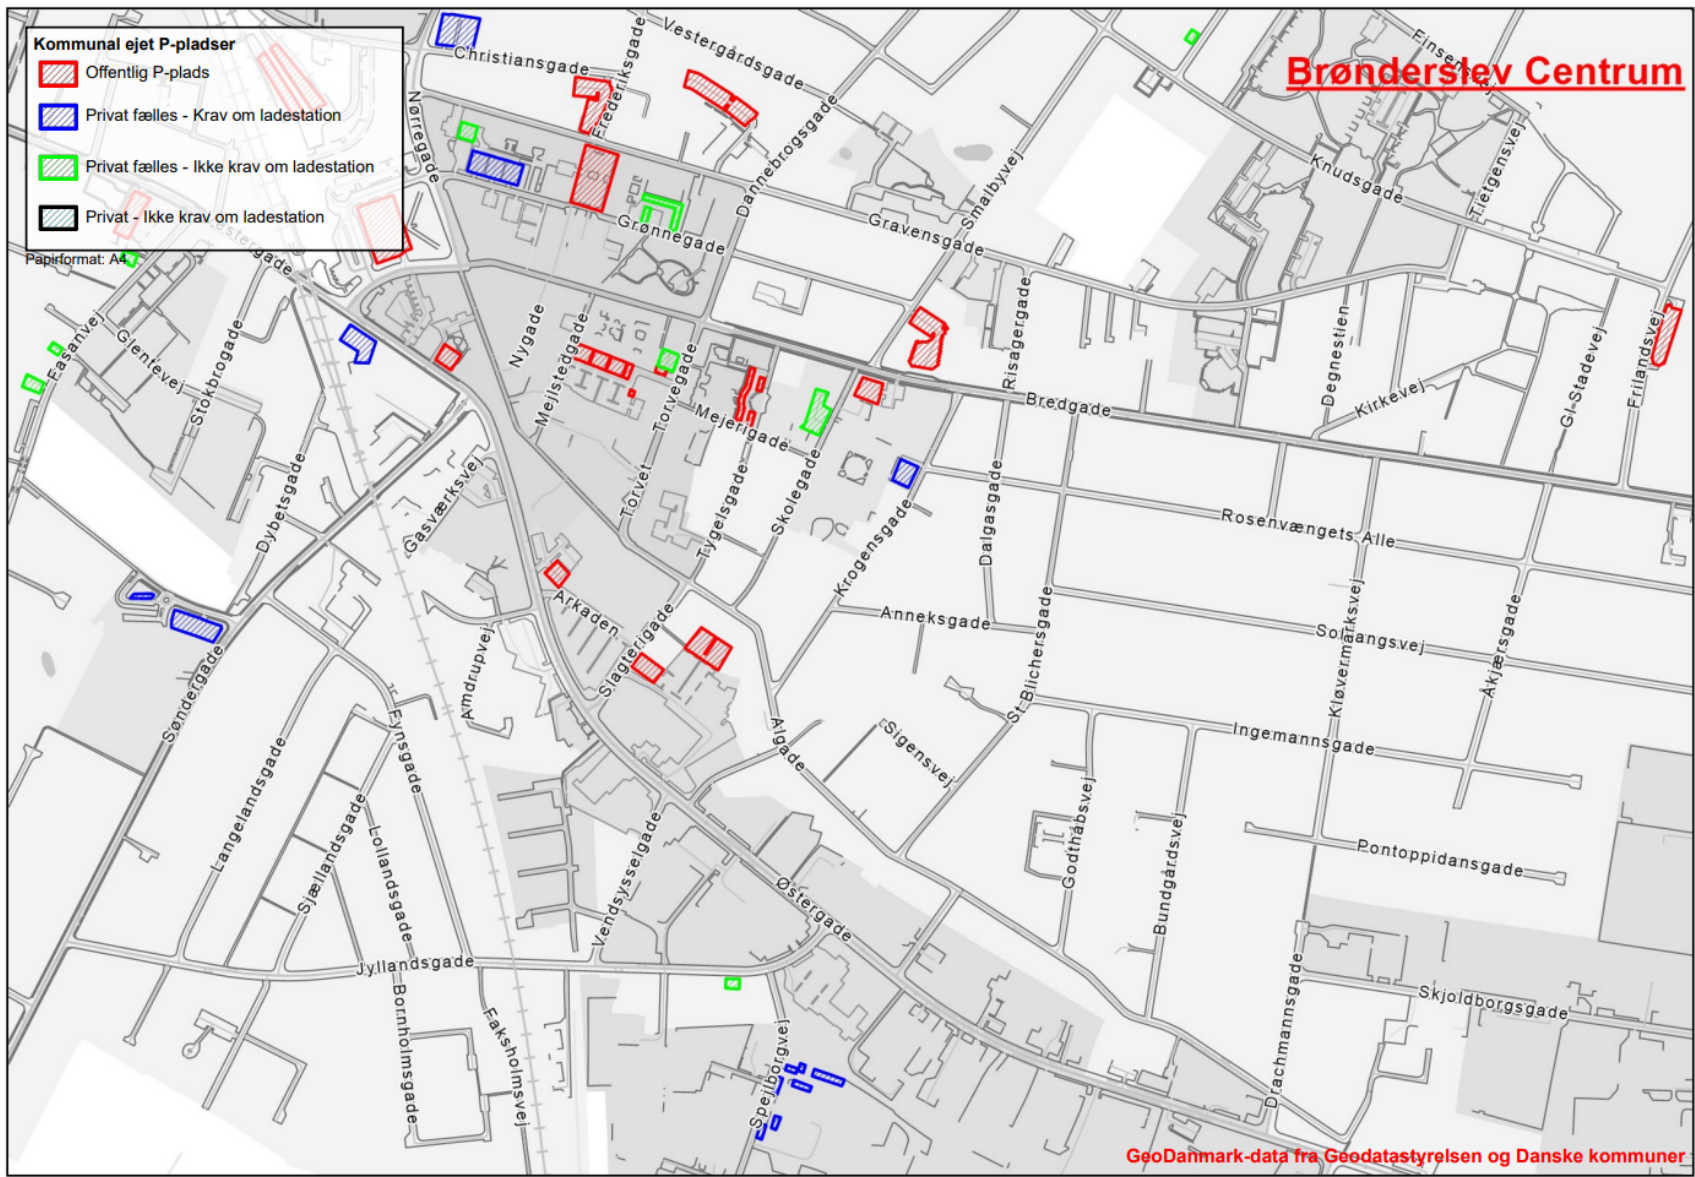 Kommunal ejet P-pladser
Offentlig P-plads
Privat fælles - Krav om ladestation
Privat fælles - Ikke krav om ladestation
Privat - Ikke krav om ladestation
Papirformat: A4
Brønderslev Centrum
Christiansgade
Frederiksgade
Vestergårdsgade
Nørregade
Dannebrogsgade
Smalbyvej
Knudsgade
Tietgensvej
Grønnegade
Gravensgade
Fasanvej
Glentevej
Stokbrogade
Nygade
Mejlstedgade
Torvegade
Risagergade
Degnestien
Kirkevej
Gl Stadevej
Frilandsvej
Bredgade
Mejerigade
Dybetsgade
Gasværksvej
Torvet
Tygelsgade
Skolegade
Krogensgade
Dalgasgade
Rosenvængets Alle
Arkaden
Slagterigade
Anneksgade
St Blichersgade
Kløvermarksvej
Solvangsvej
Åkjærsgade
Søndergade
Amdrupvej
Fynsgade
Langelandsgade
Algade
Sigensvej
Ingemannsgade
Sjællandsgade
Lollandsgade
Vendsysselgade
Godthåbsvej
Bundgårdsvej
Pontoppidansgade
Østergade
Jyllandsgade
Bornholmsgade
Faksholmsvej
Spejlborgvej
Drachmannsgade
Skjoldborgsgade
GeoDanmark-data fra Geodatastyrelsen og Danske kommuner